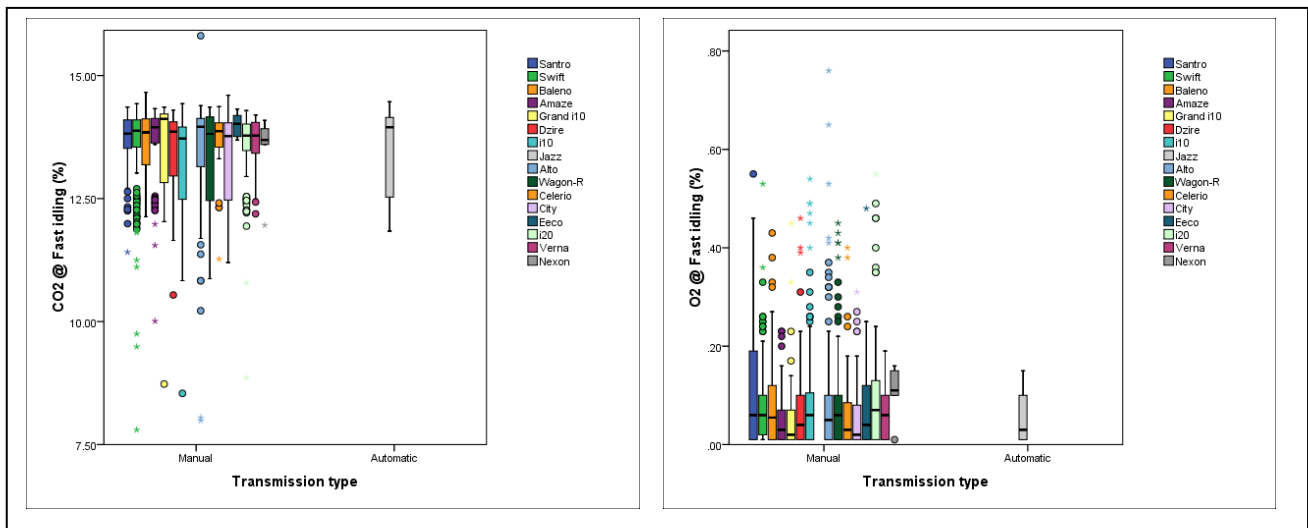 15.00
12.50
10.00
7.50
CO2 @ Fast idling (%)
Manual
Automatic
Transmission type
Santro
Swift
Baleno
Amaze
Grand i10
Dzire
i10
Jazz
Alto
Wagon-R
Celerio
City
Eeco
i20
Verna
Nexon
.80
.60
.40
.20
.00
O2 @ Fast idling (%)
Manual
Automatic
Transmission type
Santro
Swift
Baleno
Amaze
Grand i10
Dzire
i10
Jazz
Alto
Wagon-R
Celerio
City
Eeco
i20
Verna
Nexon